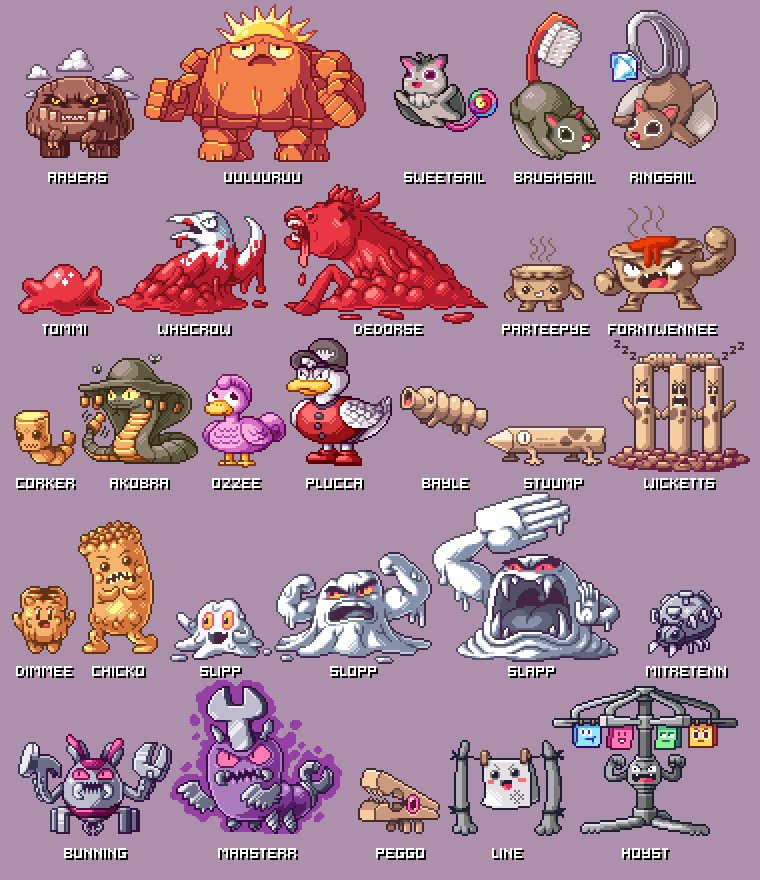 AAYERS UULUURUU SWEETSAIL BRUSHSAIL RINGSAIL
TOMMI WHYCROW DEDORSE PARTEEPYE FORNTWENNEE
Z Z Z Z Z Z
CORKER AKOBRA OZZEE PLUCCA BAYLE STUUMP WICKETTS
DIMMEE CHICKO SLIPP SLOPP SLAPP MITRETENN
BUNNING MAASTERR PEGGO LINE HOYST